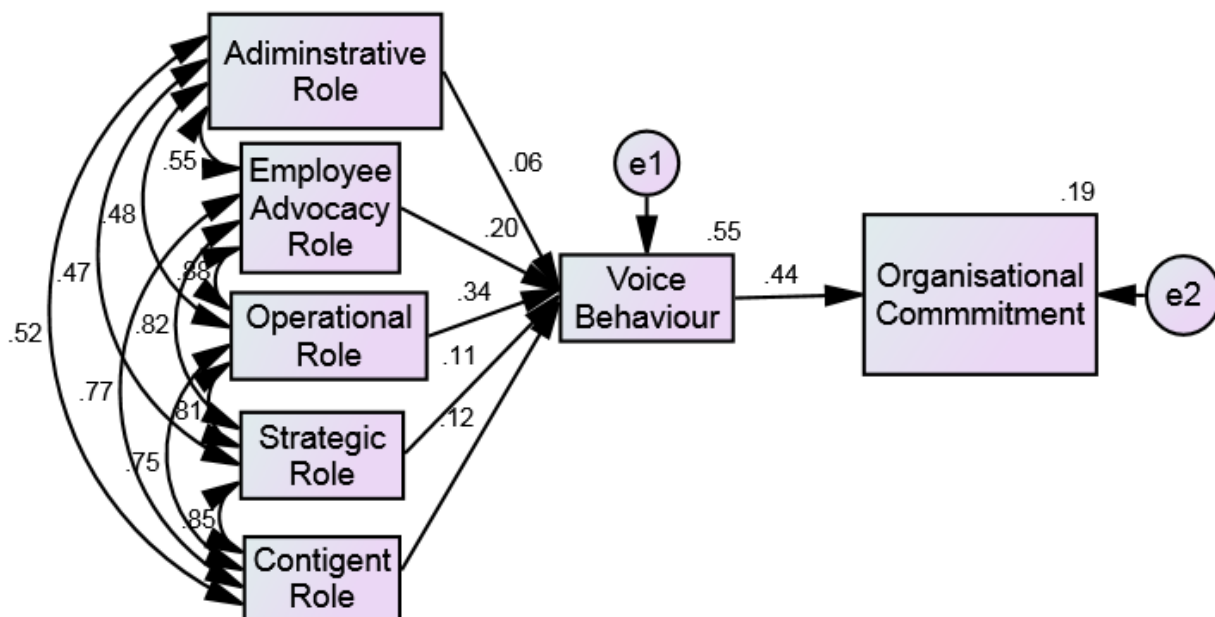 Adiminstrative
Role
.55
Employee
Advocacy
Role
.48
.47
.52
.88
.82
.77
Operational
Role
.81
.75
Strategic
Role
.85
Contigent
Role
.06
.20
.34
.11
.12
e1
.55
Voice
Behaviour
.44
.19
Organisational
Commmitment
e2